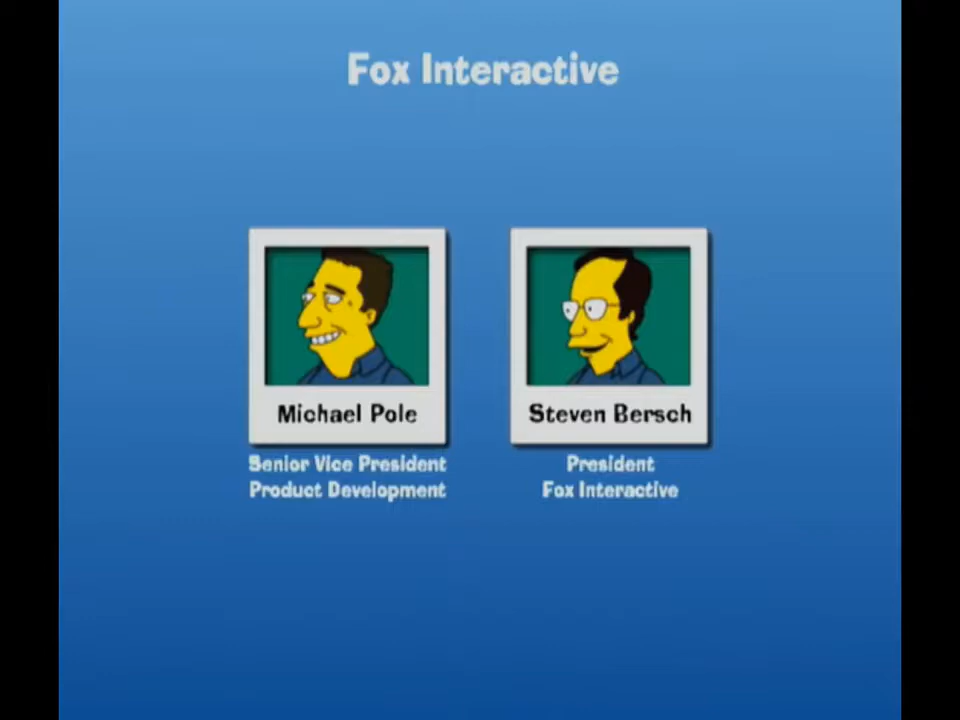 Fox Interactive
Michael Pole
Senior Vice President
Product Development
Steven Bersch
President
Fox Interactive